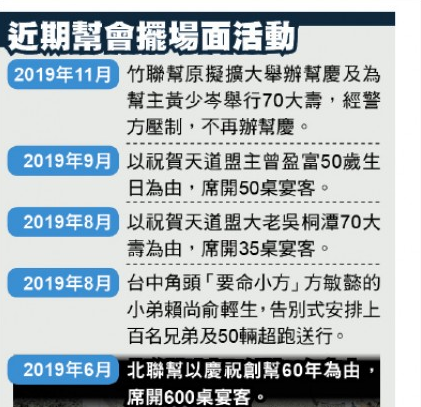 近期幫會擺場面活動
2019年11月 竹聯幫原擬擴大舉辦幫慶及為
幫主黃少岑舉行70大壽，經警
方壓制，不再辦幫慶。
2019年9月 以祝賀天道盟主曾盈富50歲生
日為由，席開50桌宴客。
2019年8月 以祝賀天道盟大老吳桐潭70大
壽為由，席開35桌宴客。
2019年8月 台中角頭「要命小方」方敏懿的
小弟賴尚俞輕生，告別式安排上
百名兄弟及50輛超跑送行。
2019年6月 北聯幫以慶祝創幫60年為由，
席開600桌宴客。